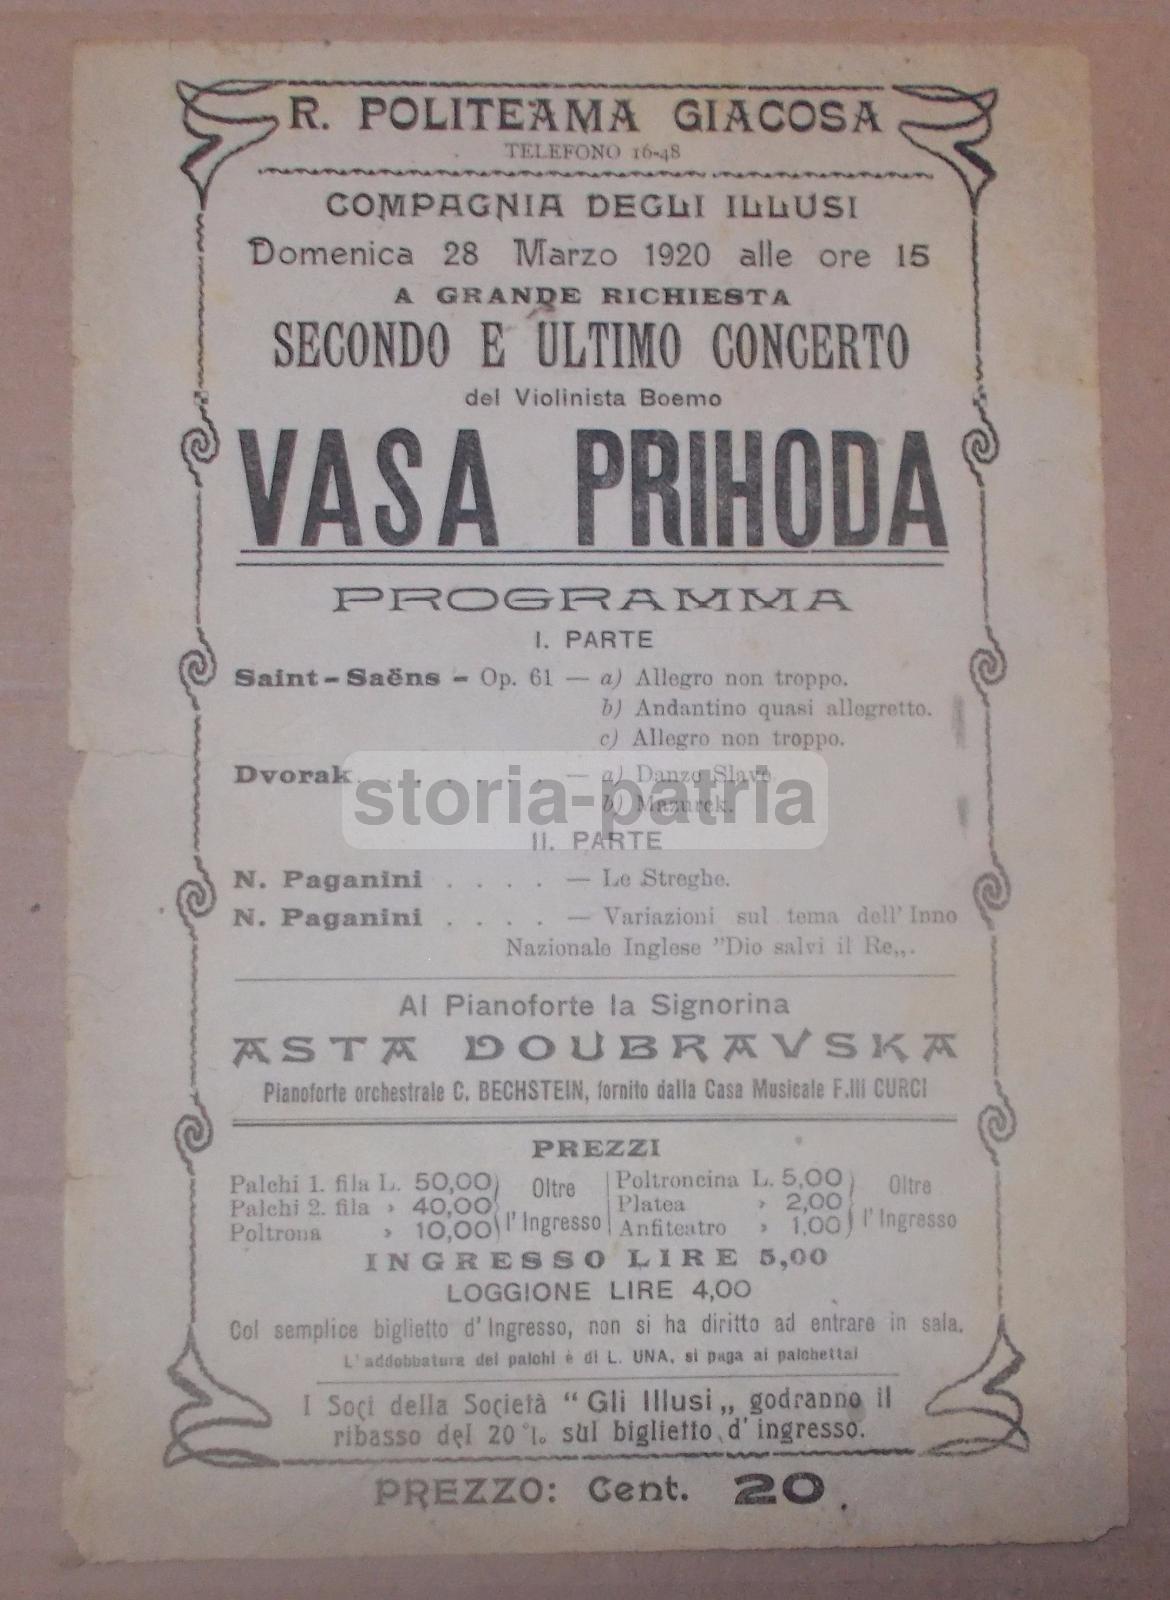 R. POLITEAMA GIACOSA
TELEFONO 16-48
COMPAGNIA DEGLI ILLUSI
Domenica 28 Marzo 1920 alle ore 15
A GRANDE RICHIESTA
SECONDO E ULTIMO CONCERTO
del Violinista Boemo
VASA PRIHODA
PROGRAMMA
I. PARTE
Saint-Saëns - Op. 61 — a) Allegro non troppo.
b) Andantino quasi allegretto.
c) Allegro non troppo.
Dvorak . . . . . . — a) Danze Slave.
b) Mazurek.
storia-patria
II. PARTE
N. Paganini . . . . — Le Streghe.
N. Paganini . . . . — Variazioni sul tema dell' Inno
Nazionale Inglese "Dio salvi il Re„.
Al Pianoforte la Signorina
ASTA DOUBRAVSKA
Pianoforte orchestrale C. BECHSTEIN, fornito dalla Casa Musicale F.lli CURCI
PREZZI
Palchi 1. fila L. 50,00 Oltre Poltroncina L. 5,00 Oltre
Palchi 2. fila » 40,00 l' Ingresso Platea » 2,00 l' Ingresso
Poltrona » 10,00 Anfiteatro » 1,00
INGRESSO LIRE 5,00
LOGGIONE LIRE 4,00
Col semplice biglietto d' Ingresso, non si ha diritto ad entrare in sala.
L' addobbatura dei palchi è di L. UNA, si paga ai palchettai
I Soci della Società “ Gli Illusi „ godranno il
ribasso del 20 °/o sul biglietto d' ingresso.
PREZZO: Cent. 20.